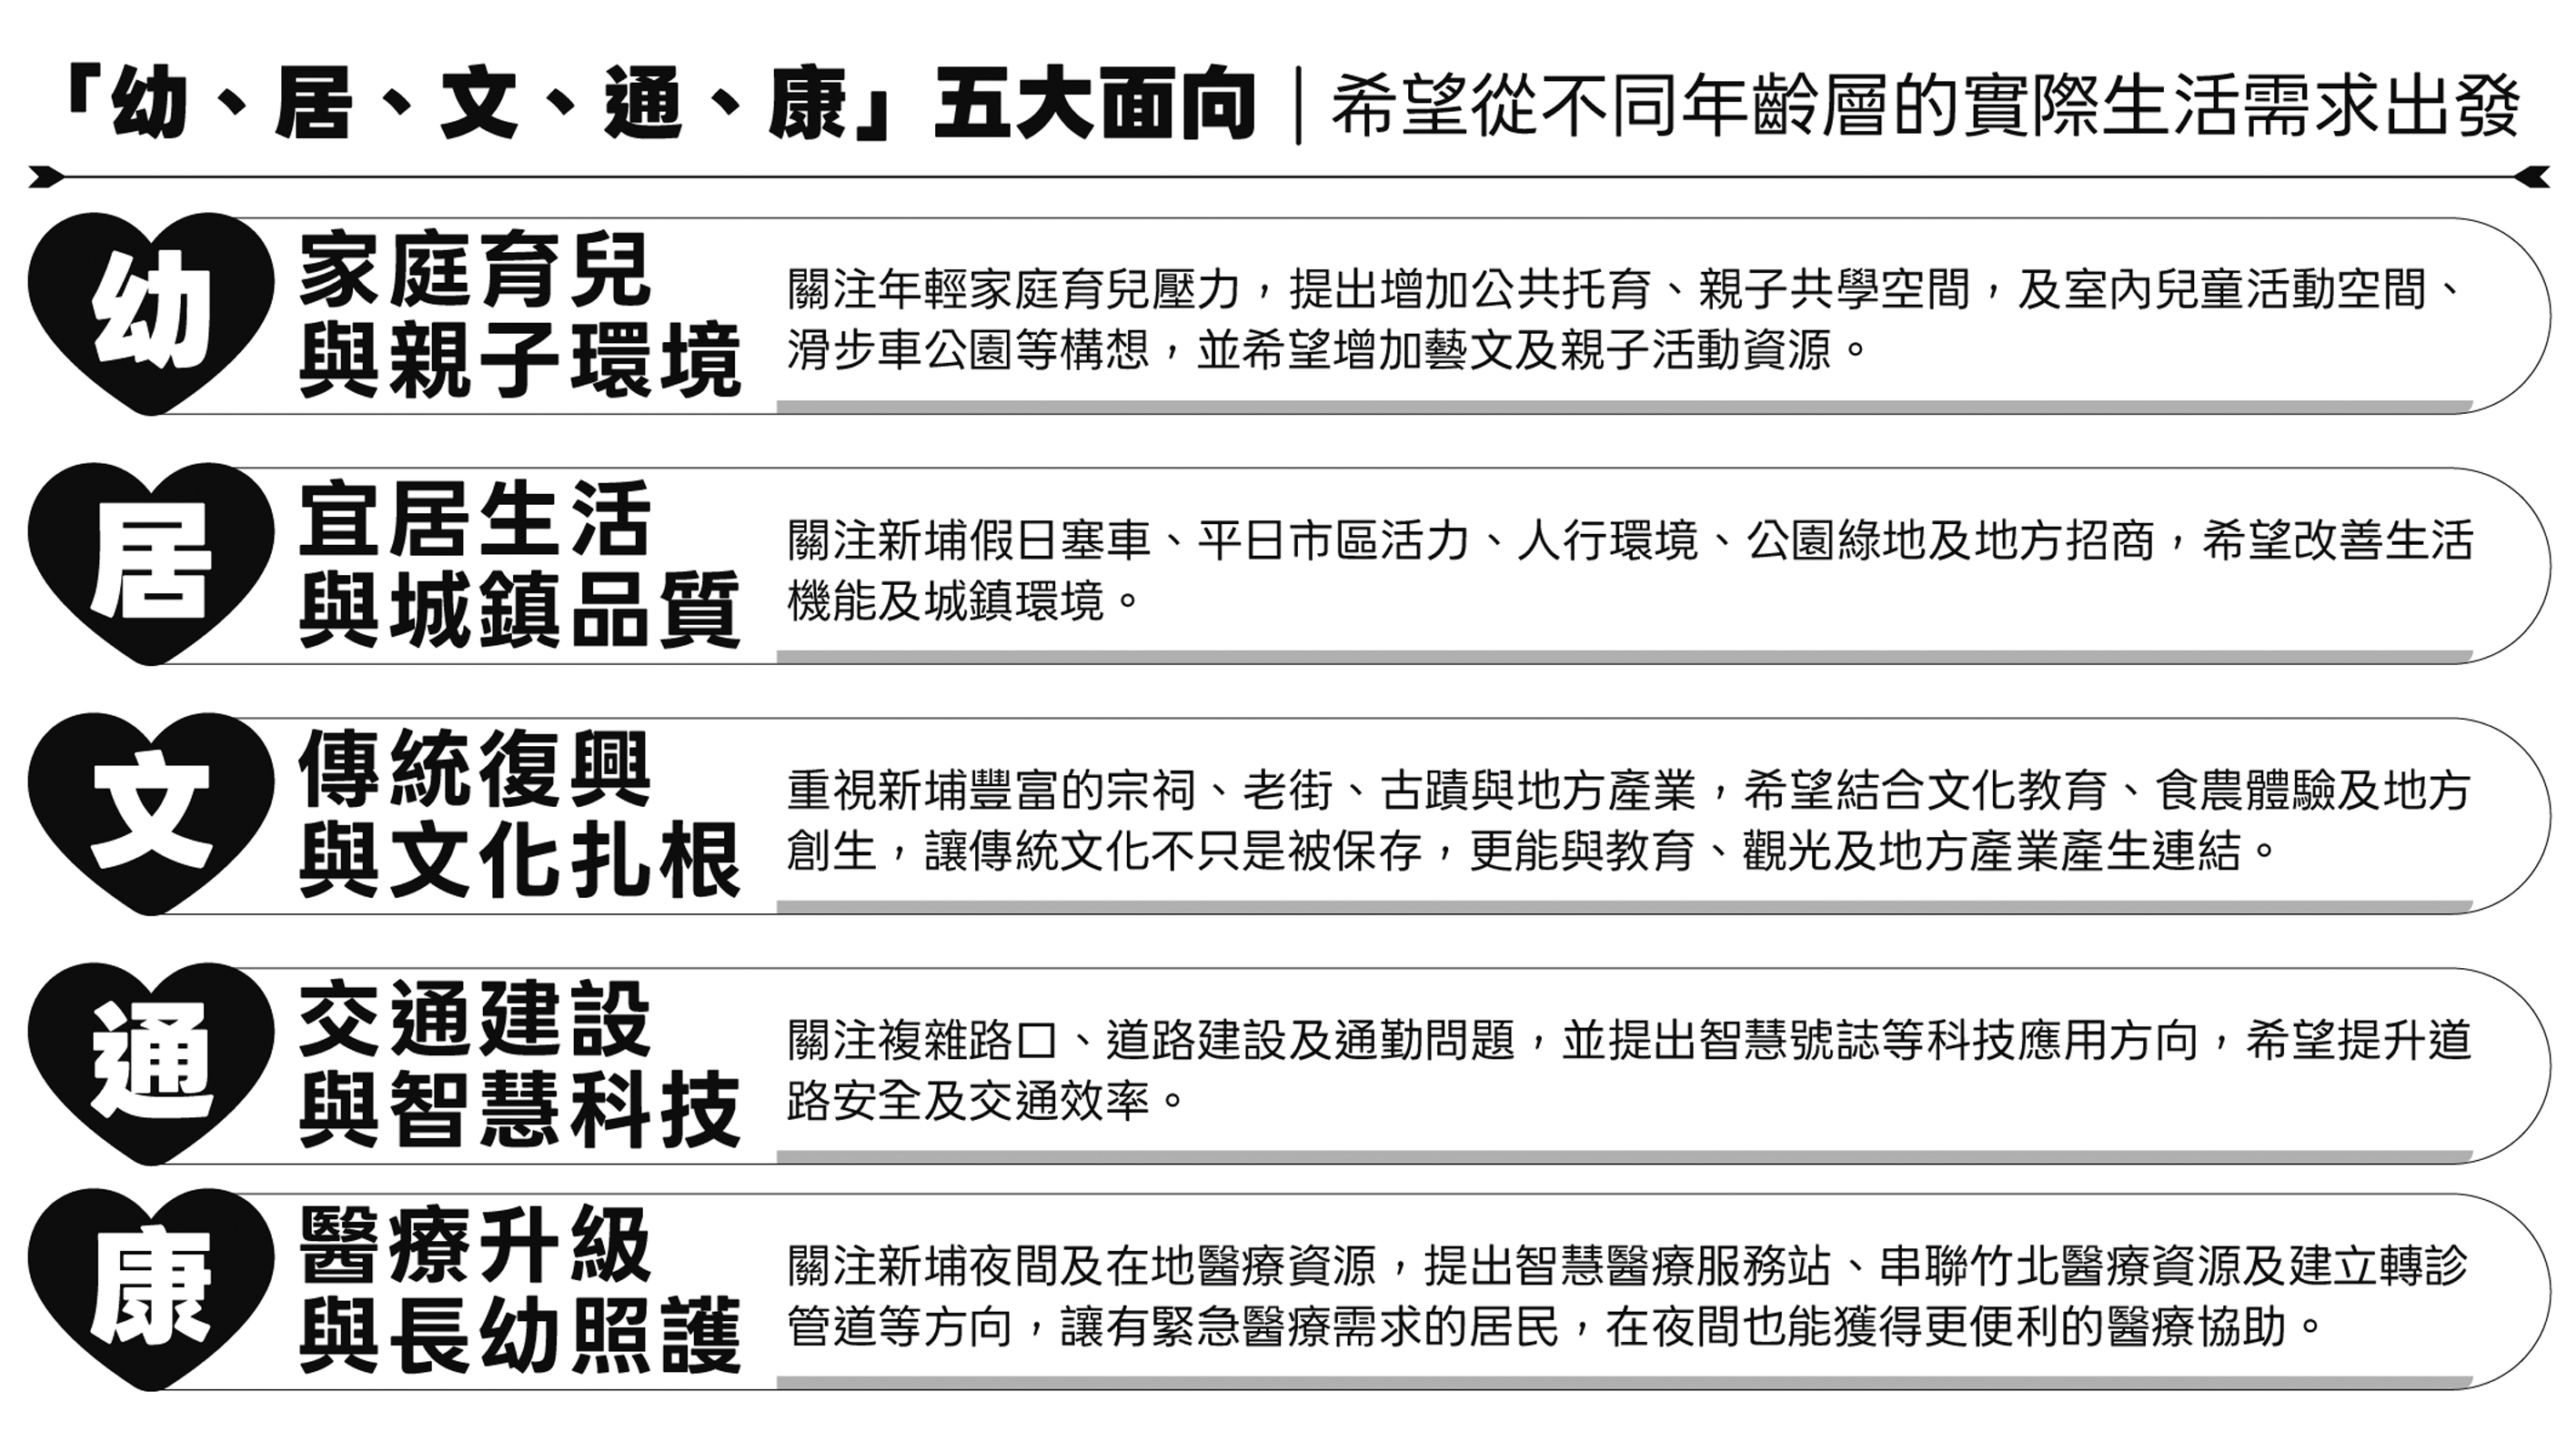 「幼、居、文、通、康」五大面向｜希望從不同年齡層的實際生活需求出發
幼
家庭育兒
與親子環境
關注年輕家庭育兒壓力，提出增加公共托育、親子共學空間，及室內兒童活動空間、
滑步車公園等構想，並希望增加藝文及親子活動資源。
居
宜居生活
與城鎮品質
關注新埔假日塞車、平日市區活力、人行環境、公園綠地及地方招商，希望改善生活
機能及城鎮環境。
文
傳統復興
與文化扎根
重視新埔豐富的宗祠、老街、古蹟與地方產業，希望結合文化教育、食農體驗及地方
創生，讓傳統文化不只是被保存，更能與教育、觀光及地方產業產生連結。
通
交通建設
與智慧科技
關注複雜路口、道路建設及通勤問題，並提出智慧號誌等科技應用方向，希望提升道
路安全及交通效率。
康
醫療升級
與長幼照護
關注新埔夜間及在地醫療資源，提出智慧醫療服務站、串聯竹北醫療資源及建立轉診
管道等方向，讓有緊急醫療需求的居民，在夜間也能獲得更便利的醫療協助。